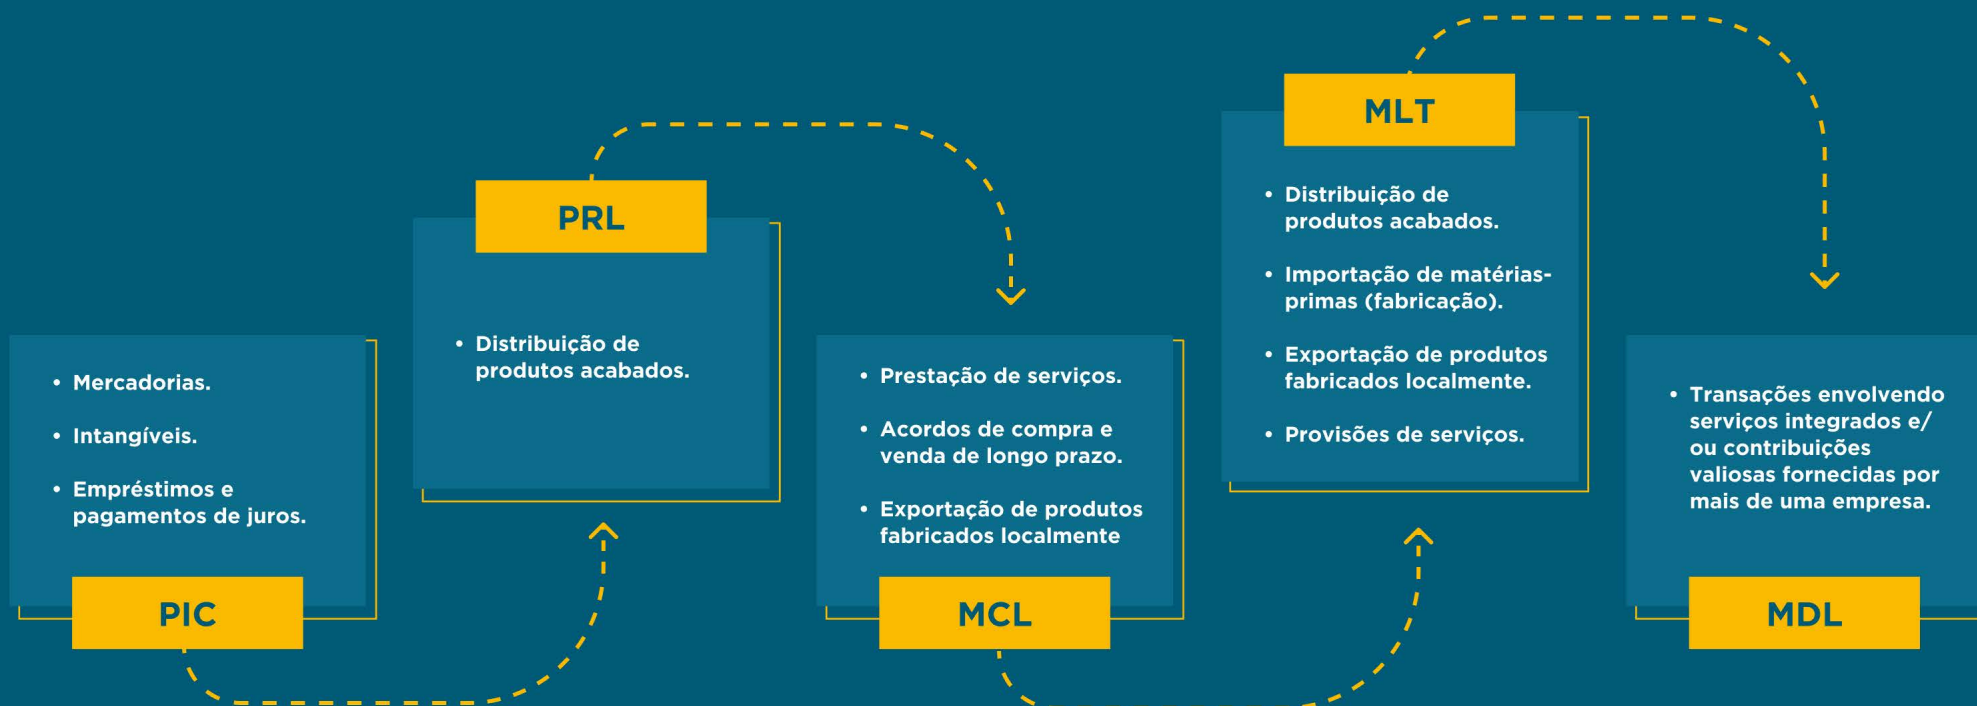 • Mercadorias.
• Intangíveis.
• Empréstimos e
pagamentos de juros.
PIC
PRL
• Distribuição de
produtos acabados.
• Prestação de serviços.
• Acordos de compra e
venda de longo prazo.
• Exportação de produtos
fabricados localmente
MCL
MLT
• Distribuição de
produtos acabados.
• Importação de matérias-
primas (fabricação).
• Exportação de produtos
fabricados localmente.
• Provisões de serviços.
• Transações envolvendo
serviços integrados e/
ou contribuições
valiosas fornecidas por
mais de uma empresa.
MDL